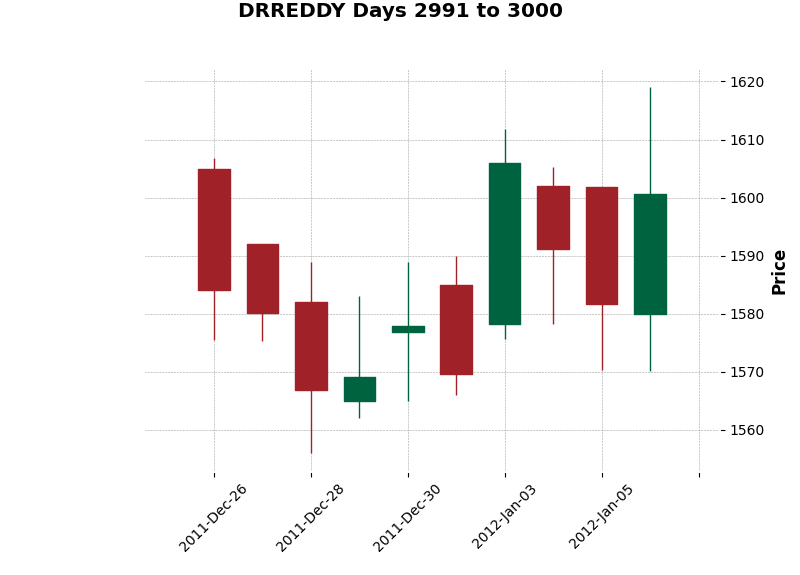 DRREDDY Days 2991 to 3000
1620
1610
1600
1590
1580
1570
1560
Price
2011-Dec-26
2011-Dec-28
2011-Dec-30
2012-Jan-03
2012-Jan-05